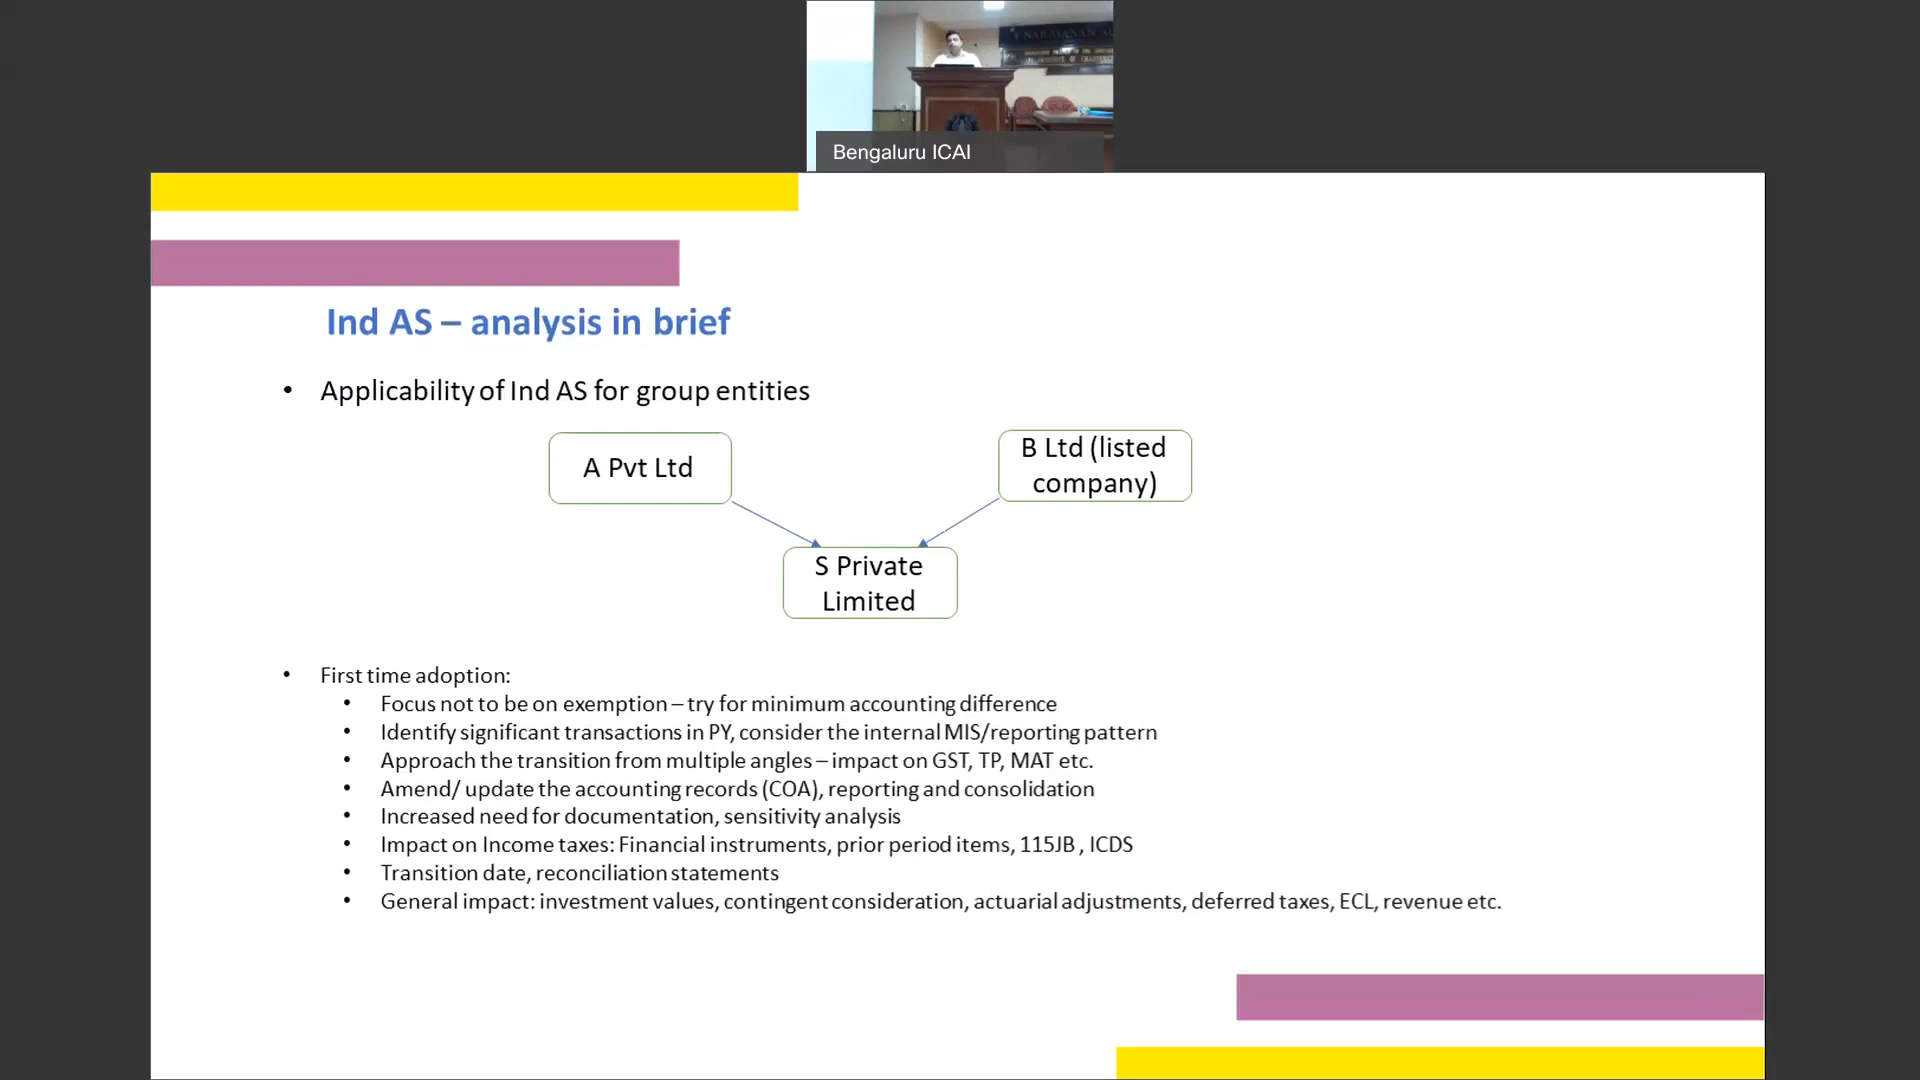 V NARAYANAN
Bengaluru ICAI
Ind AS – analysis in brief
• Applicability of Ind AS for group entities
A Pvt Ltd
B Ltd (listed
company)
S Private
Limited
• First time adoption:
• Focus not to be on exemption – try for minimum accounting difference
• Identify significant transactions in PY, consider the internal MIS/reporting pattern
• Approach the transition from multiple angles – impact on GST, TP, MAT etc.
• Amend/ update the accounting records (COA), reporting and consolidation
• Increased need for documentation, sensitivity analysis
• Impact on Income taxes: Financial instruments, prior period items, 115JB , ICDS
• Transition date, reconciliation statements
• General impact: investment values, contingent consideration, actuarial adjustments, deferred taxes, ECL, revenue etc.